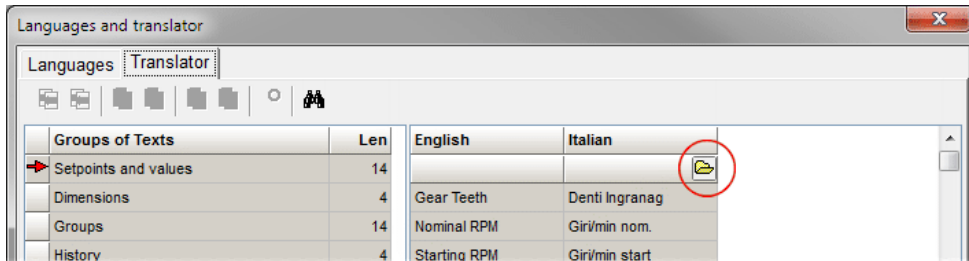 Languages and translator
Languages Translator
Groups of Texts Len English Italian
Setpoints and values 14
Dimensions 4 Gear Teeth Denti Ingranag
Groups 14 Nominal RPM Giri/min nom.
History 4 Starting RPM Giri/min start